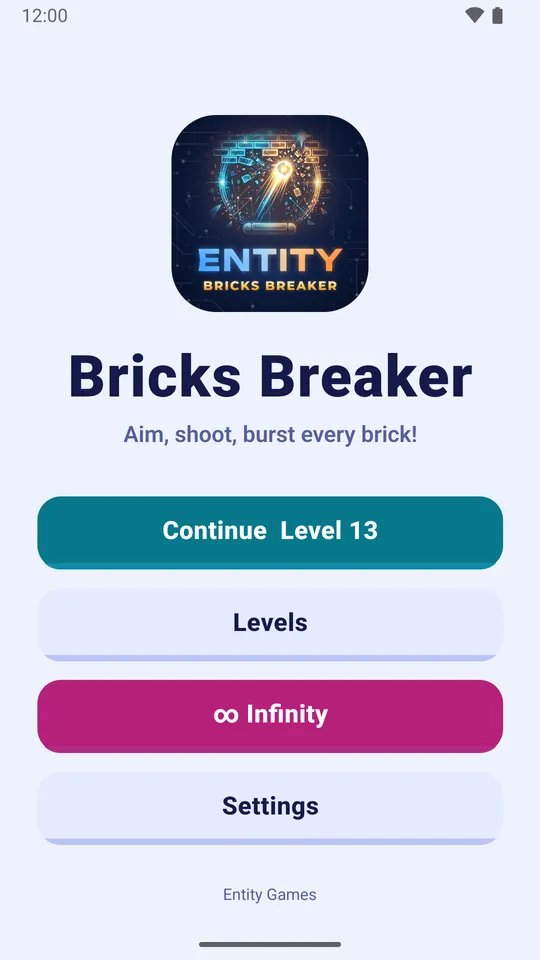 12:00
ENTITY
BRICKS BREAKER
Bricks Breaker
Aim, shoot, burst every brick!
Continue Level 13
Levels
∞ Infinity
Settings
Entity Games